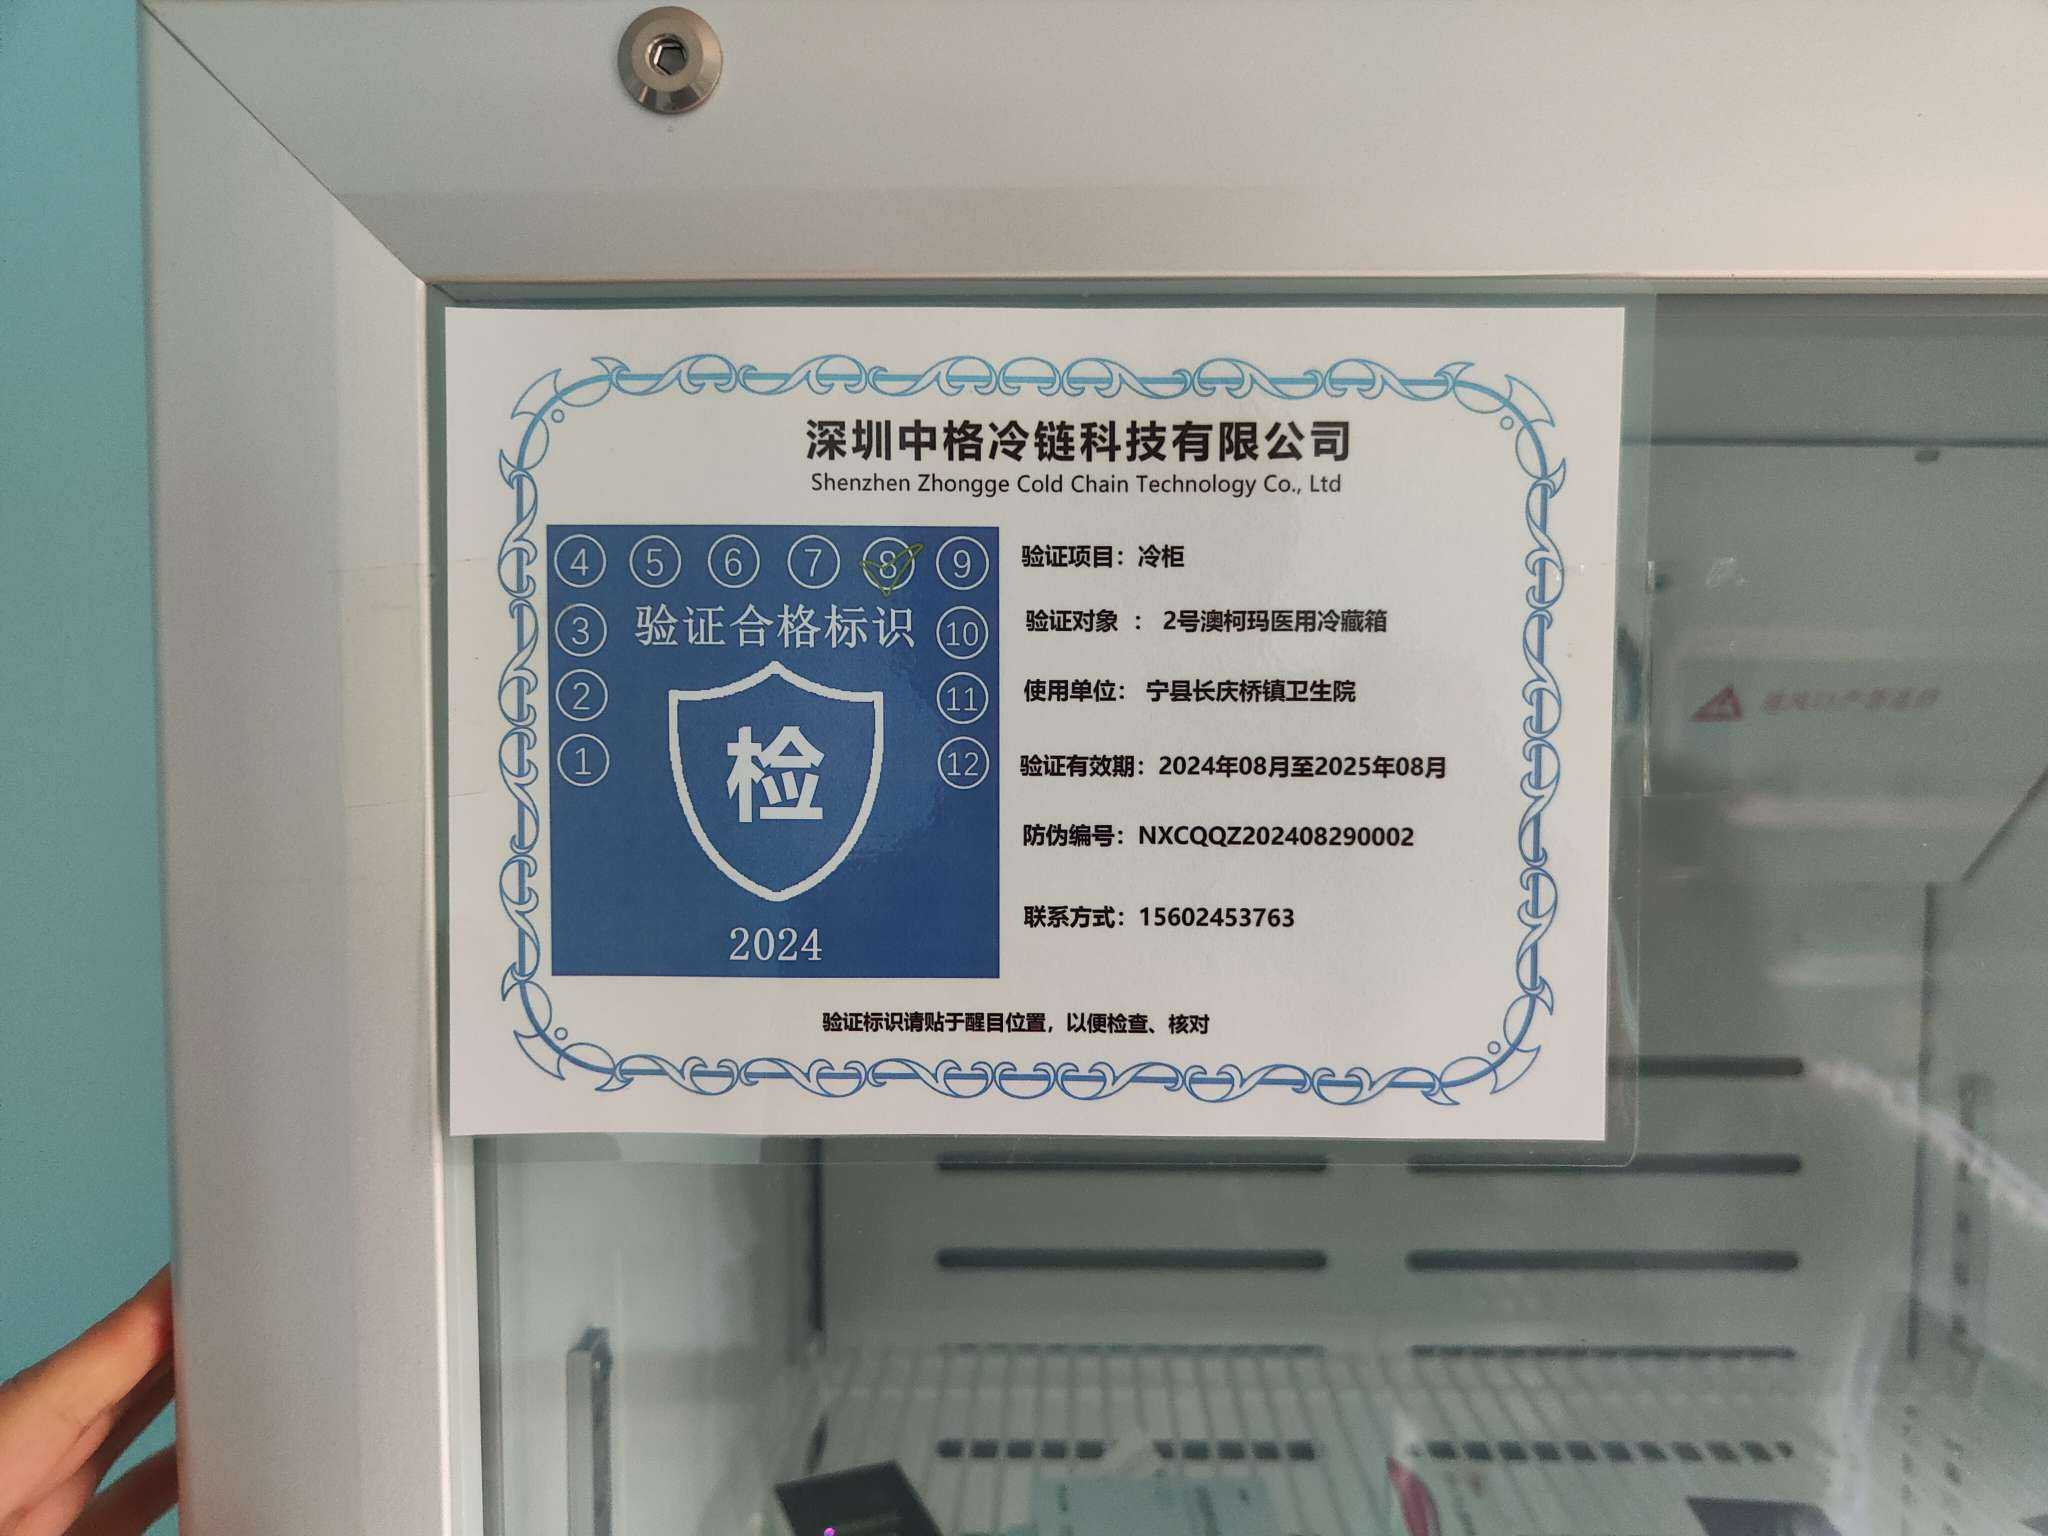 深圳中格冷链科技有限公司
Shenzhen Zhongge Cold Chain Technology Co., Ltd
4 5 6 7 8 9
3 验证合格标识 10
2 11
1 检 12
2024
验证项目：冷柜
验证对象 ： 2号澳柯玛医用冷藏箱
使用单位： 宁县长庆桥镇卫生院
验证有效期：2024年08月至2025年08月
防伪编号：NXCQQZ202408290002
联系方式：15602453763
验证标识请贴于醒目位置，以便检查、核对